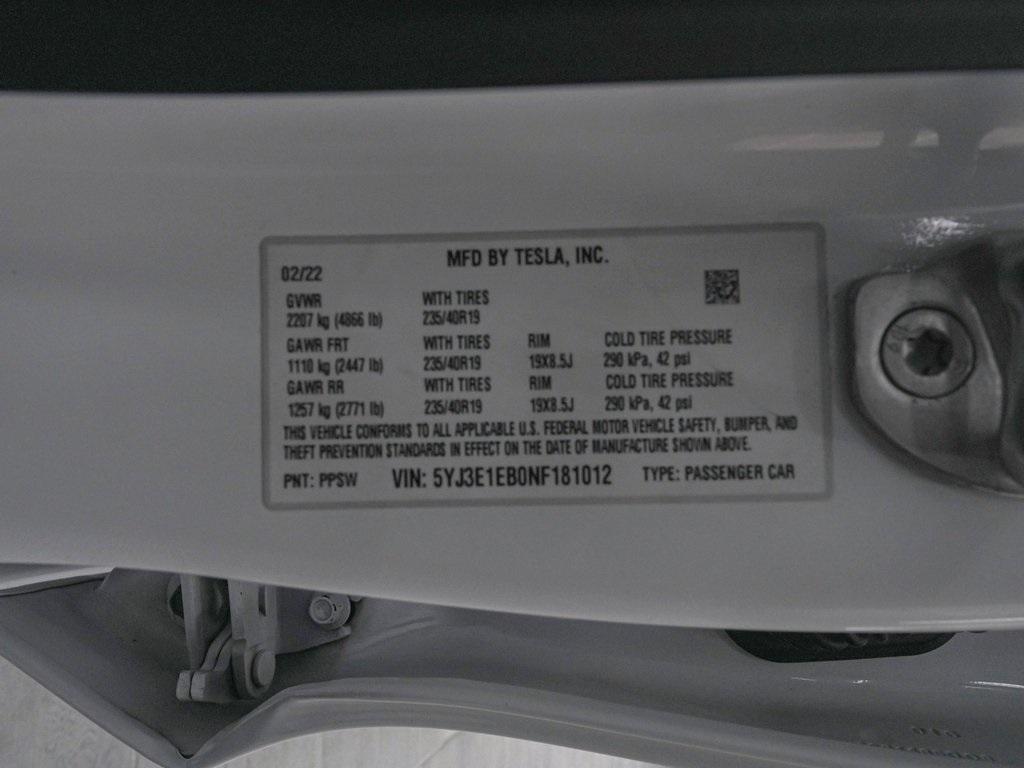 MFD BY TESLA, INC.
02/22
GVWR WITH TIRES
2207 kg (4866 lb) 235/40R19
GAWR FRT WITH TIRES RIM COLD TIRE PRESSURE
1110 kg (2447 lb) 235/40R19 19X8.5J 290 kPa, 42 psi
GAWR RR WITH TIRES RIM COLD TIRE PRESSURE
1257 kg (2771 lb) 235/40R19 19X8.5J 290 kPa, 42 psi
THIS VEHICLE CONFORMS TO ALL APPLICABLE U.S. FEDERAL MOTOR VEHICLE SAFETY, BUMPER, AND
THEFT PREVENTION STANDARDS IN EFFECT ON THE DATE OF MANUFACTURE SHOWN ABOVE.
PNT: PPSW VIN: 5YJ3E1EB0NF181012 TYPE: PASSENGER CAR